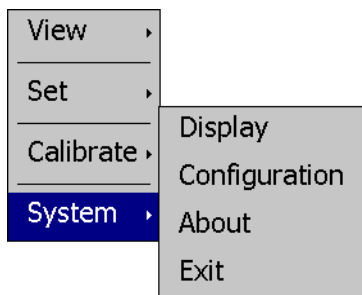 View
Set
Calibrate
System
Display
Configuration
About
Exit